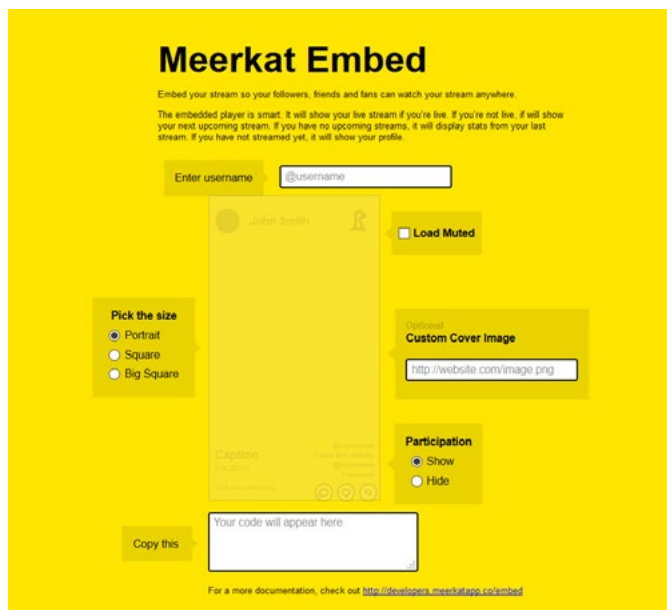 Meerkat Embed
Embed your stream so your followers, friends and fans can watch your stream anywhere.
The embedded player is smart. It will show your live stream if you're live. If you're not live, if will show
your next upcoming stream. If you have no upcoming streams, it will display stats from your last
stream. If you have not streamed yet, it will show your profile.
Enter username
@username
John Smith
Load Muted
Pick the size
Portrait
Square
Big Square
Optional
Custom Cover Image
http://website.com/image.png
Participation
Show
Hide
Caption
Location
Copy this
Your code will appear here
For a more documentation, check out http://developers.meerkatapp.co/embed